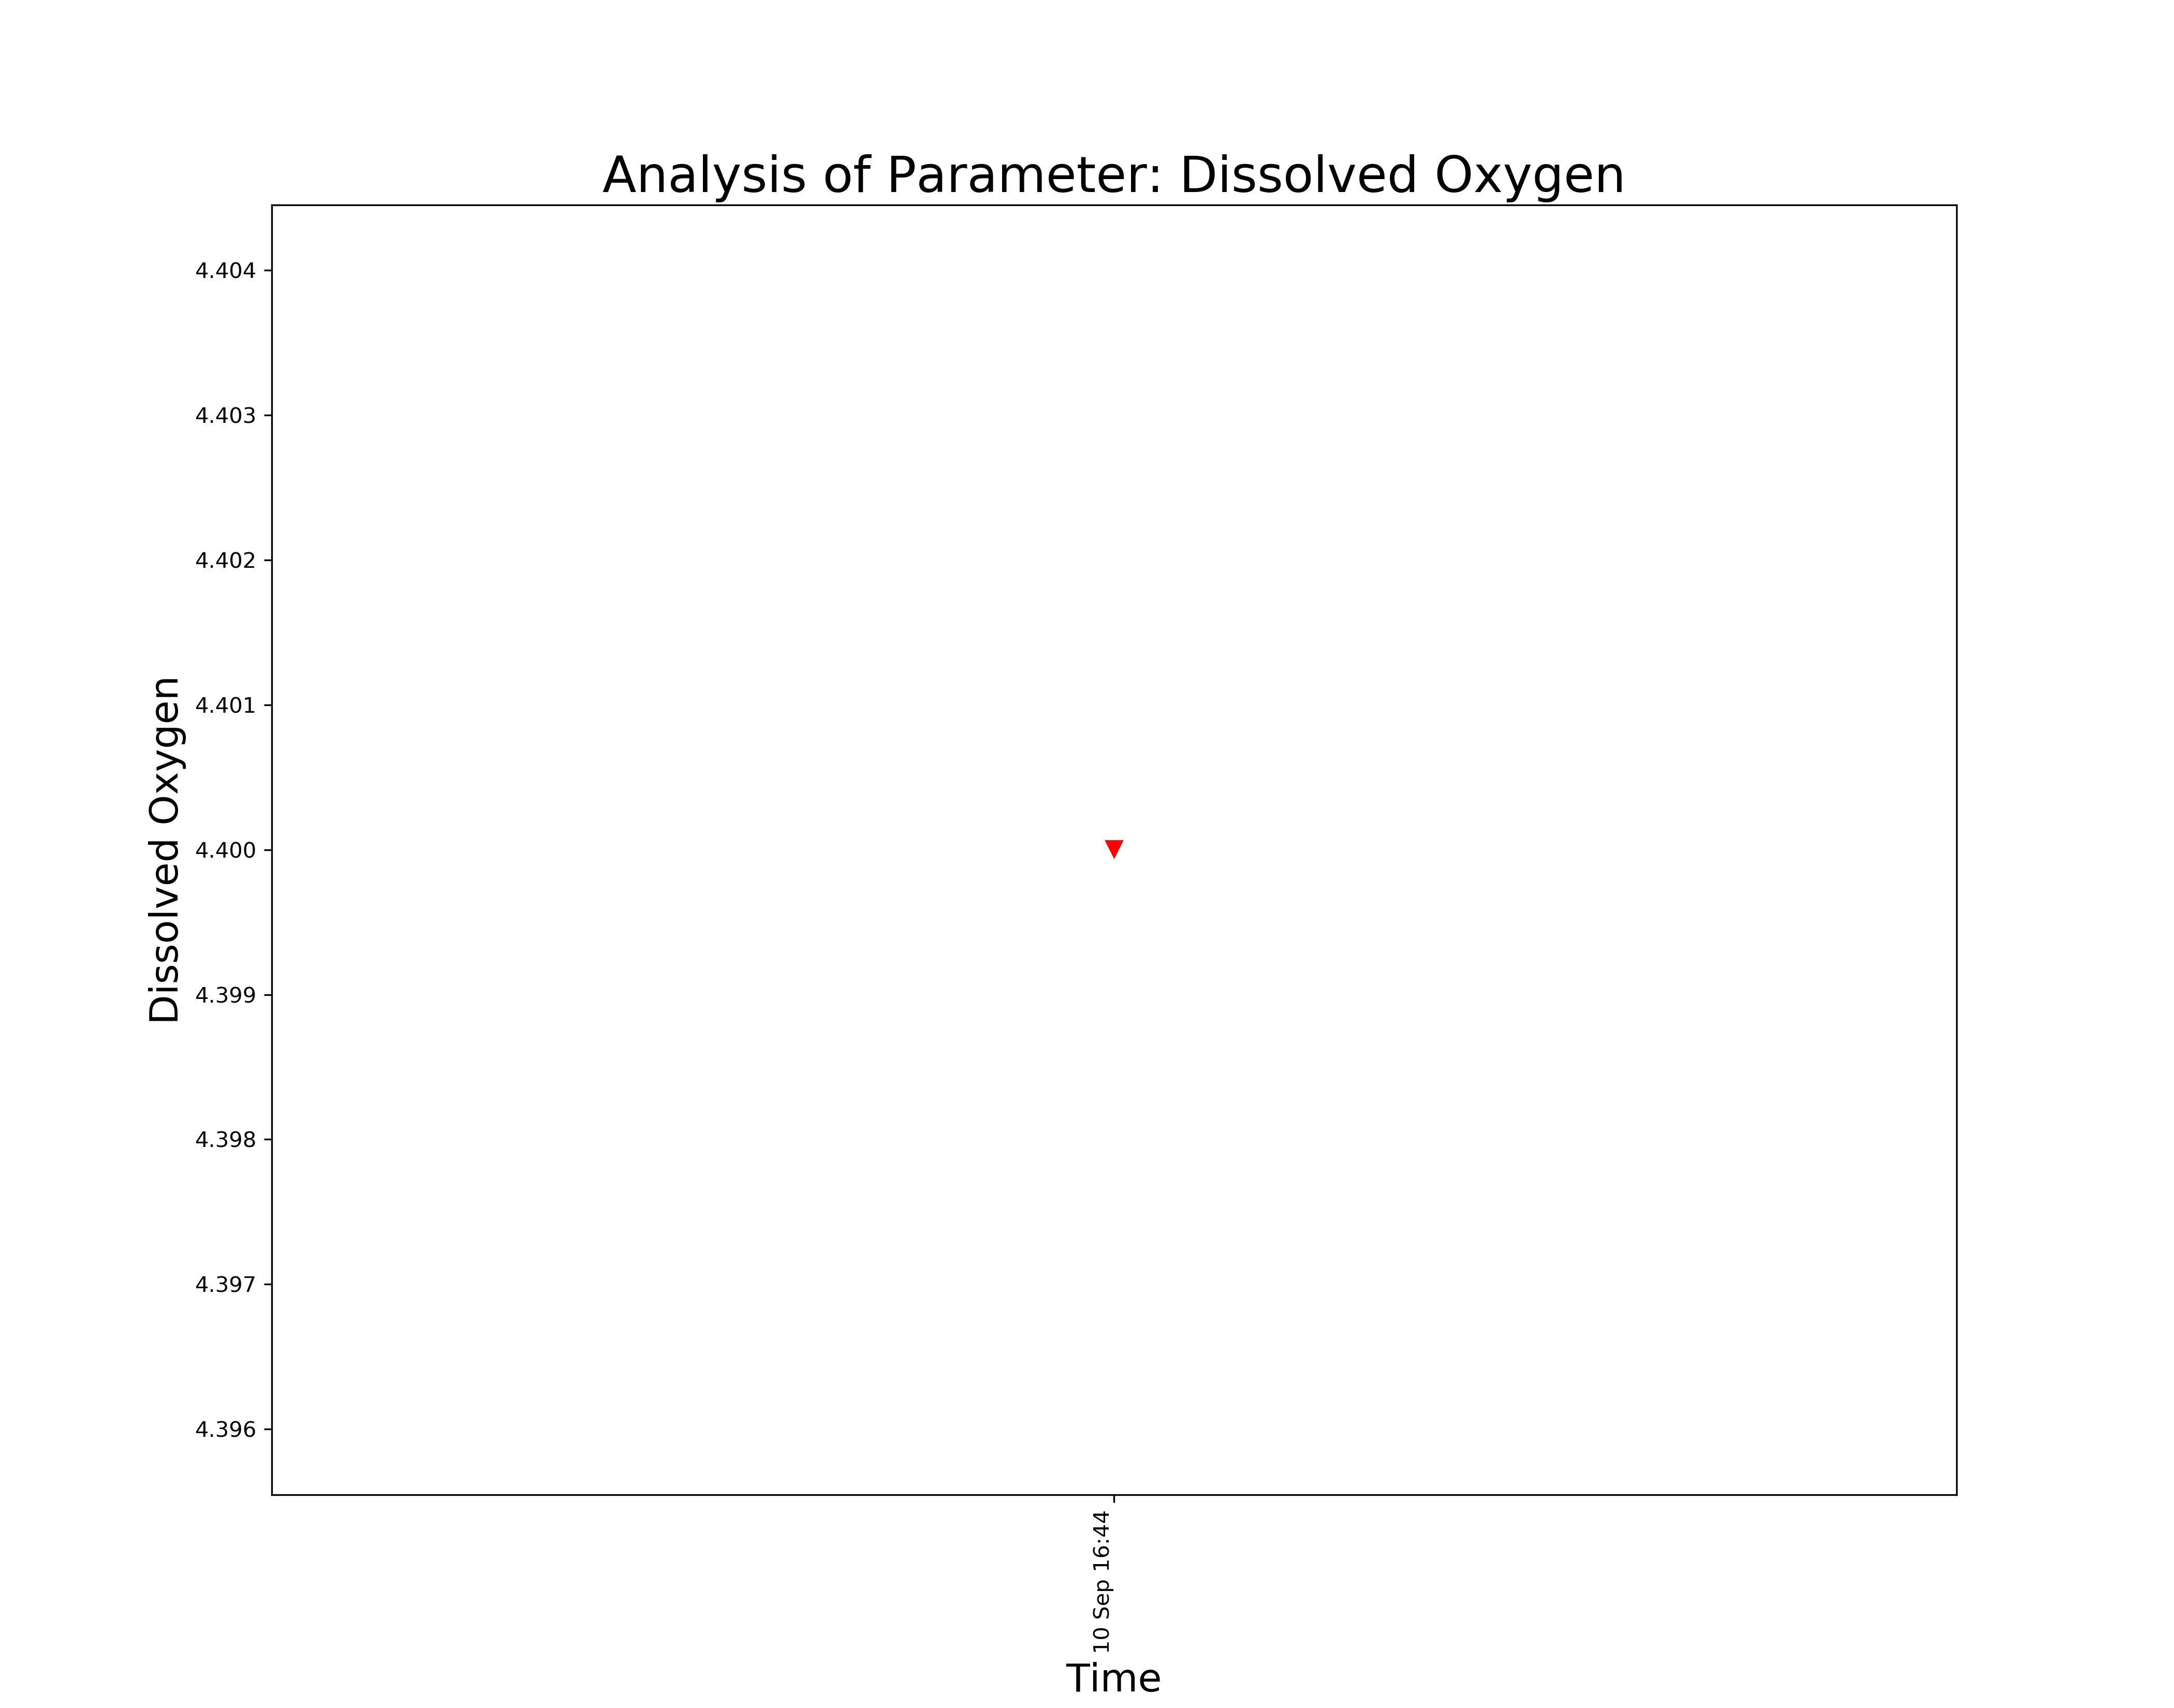 Analysis of Parameter: Dissolved Oxygen
4.404
4.403
4.402
4.401
4.400
4.399
4.398
4.397
4.396
Dissolved Oxygen
10 Sep 16:44
Time